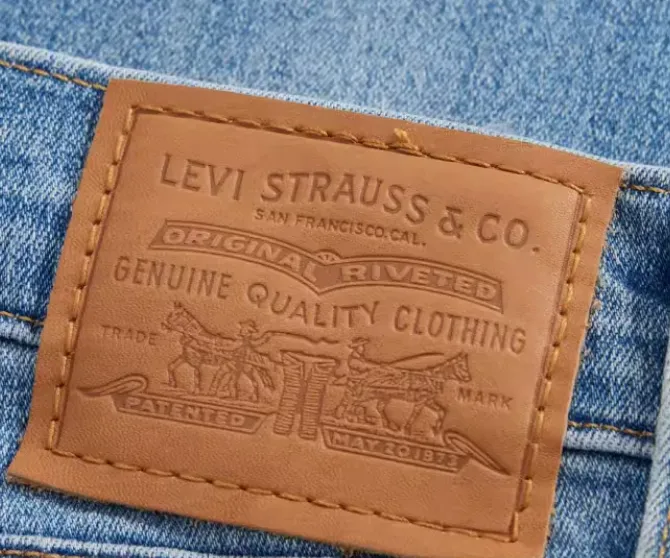 LEVI STRAUSS & CO.
SAN FRANCISCO.CAL.
ORIGINAL RIVETED
GENUINE QUALITY CLOTHING
TRADE MARK
PATENTED MAY 20 1873